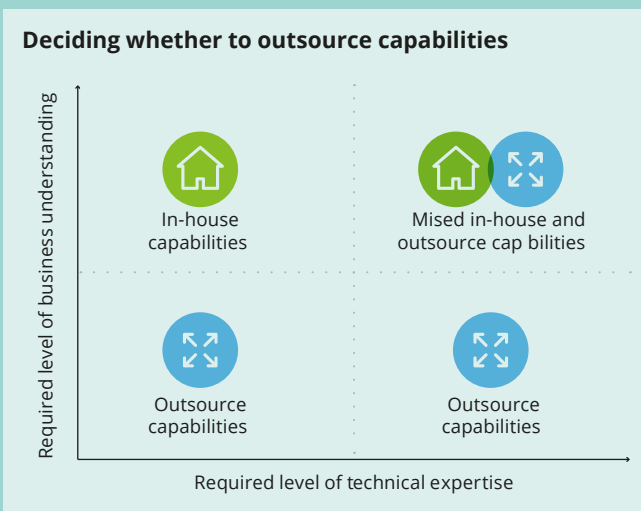 Deciding whether to outsource capabilities
Required level of business understanding
In-house
capabilities
Mised in-house and
outsource cap bilities
Outsource
capabilities
Outsource
capabilities
Required level of technical expertise